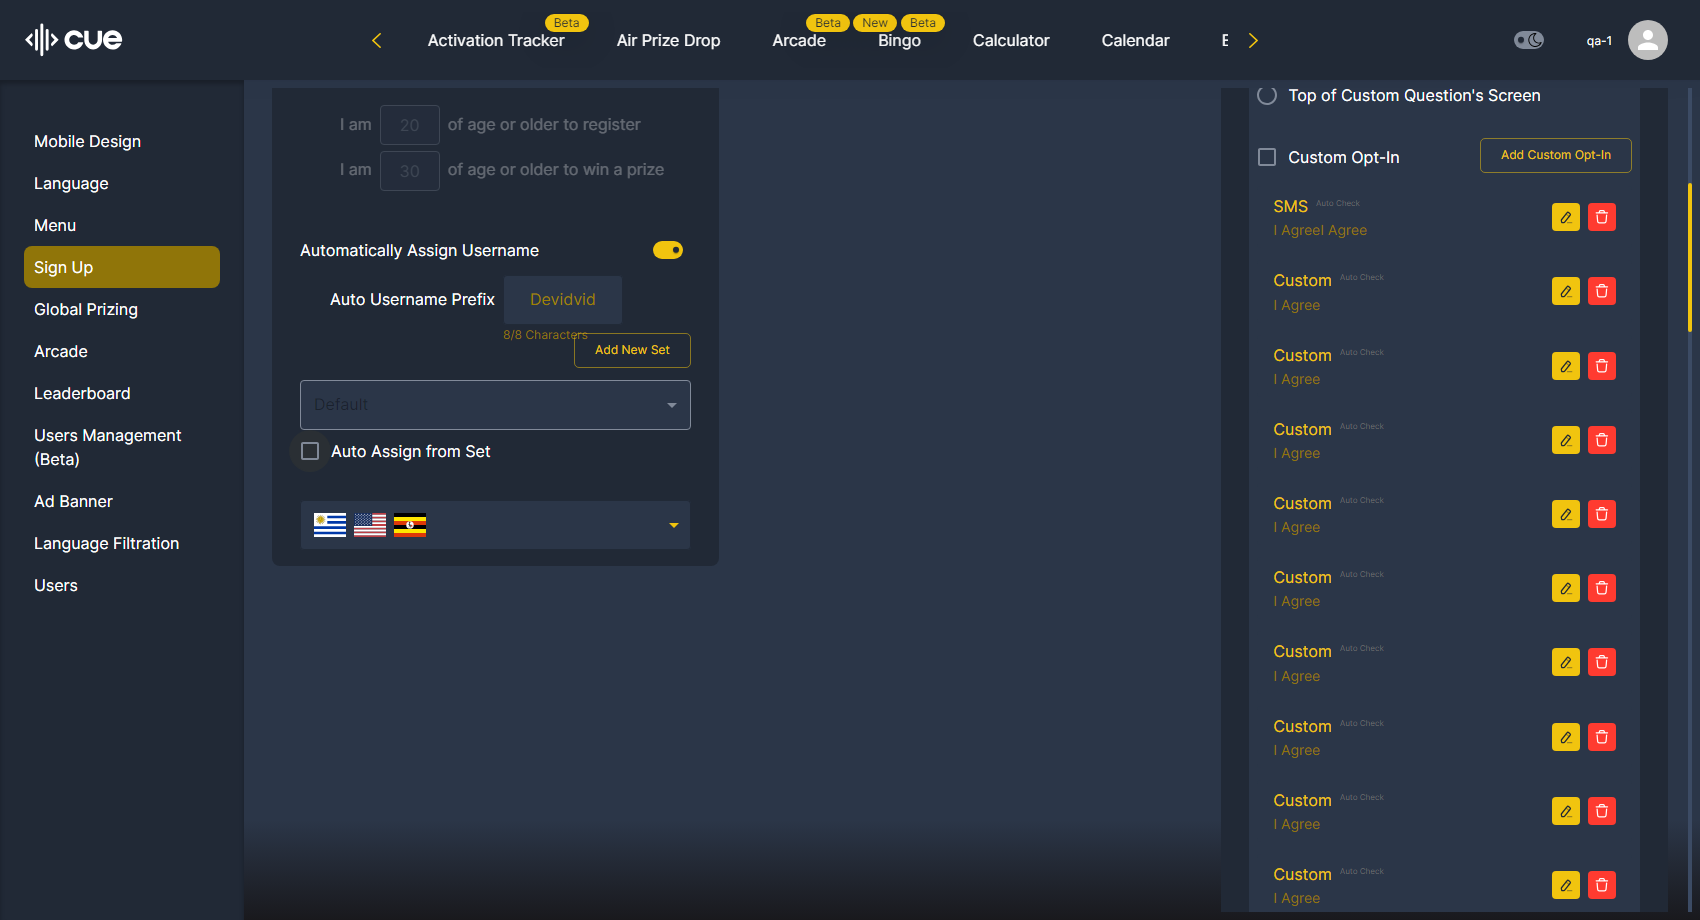 cue
Beta
Activation Tracker
Air Prize Drop
Beta
Arcade
New
Beta
Bingo
Calculator
Calendar
qa-1
Mobile Design
Language
Menu
Sign Up
Global Prizing
Arcade
Leaderboard
Users Management
(Beta)
Ad Banner
Language Filtration
Users
I am 20 of age or older to register
I am 30 of age or older to win a prize
Automatically Assign Username
Auto Username Prefix Devidvid
8/8 Characters
Add New Set
Default
Auto Assign from Set
Top of Custom Question's Screen
Custom Opt-In
Add Custom Opt-In
SMS Auto Check
I AgreeI Agree
Custom Auto Check
I Agree
Custom Auto Check
I Agree
Custom Auto Check
I Agree
Custom Auto Check
I Agree
Custom Auto Check
I Agree
Custom Auto Check
I Agree
Custom Auto Check
I Agree
Custom Auto Check
I Agree
Custom Auto Check
I Agree